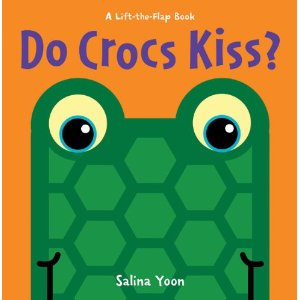 A Lift-the-Flap Book
Do Crocs Kiss?
Salina Yoon